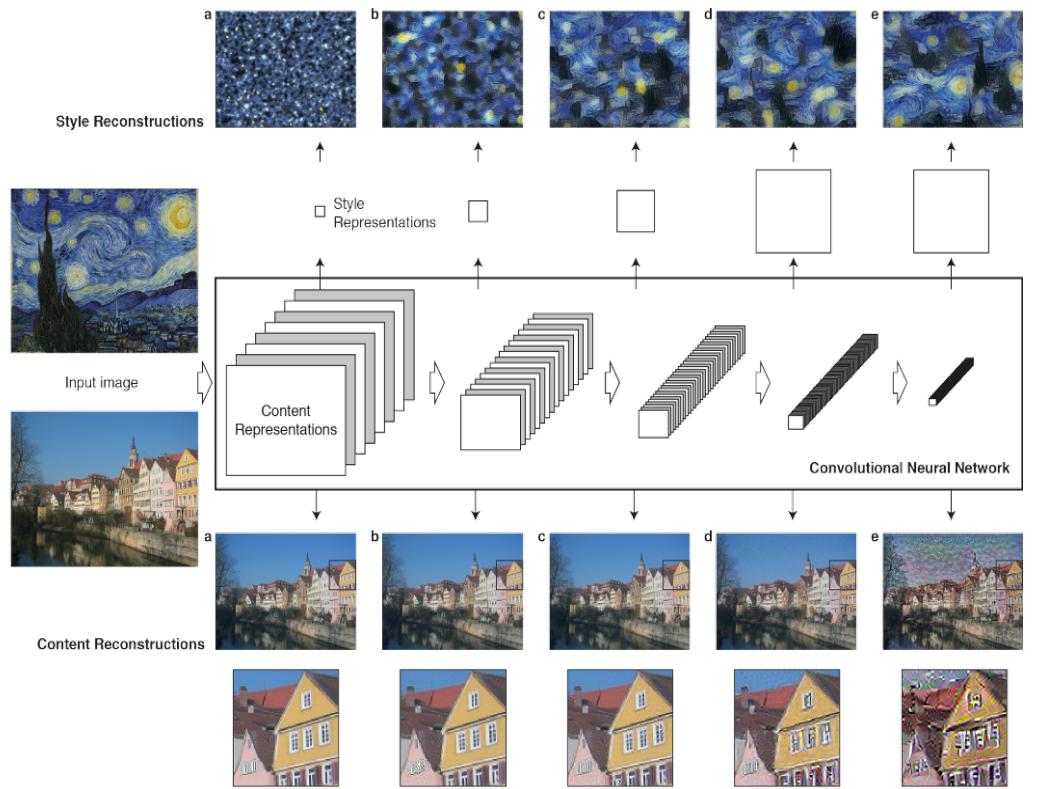 a
b
c
d
e
Style Reconstructions
Style
Representations
Input image
Content
Representations
Convolutional Neural Network
a
b
c
d
e
Content Reconstructions